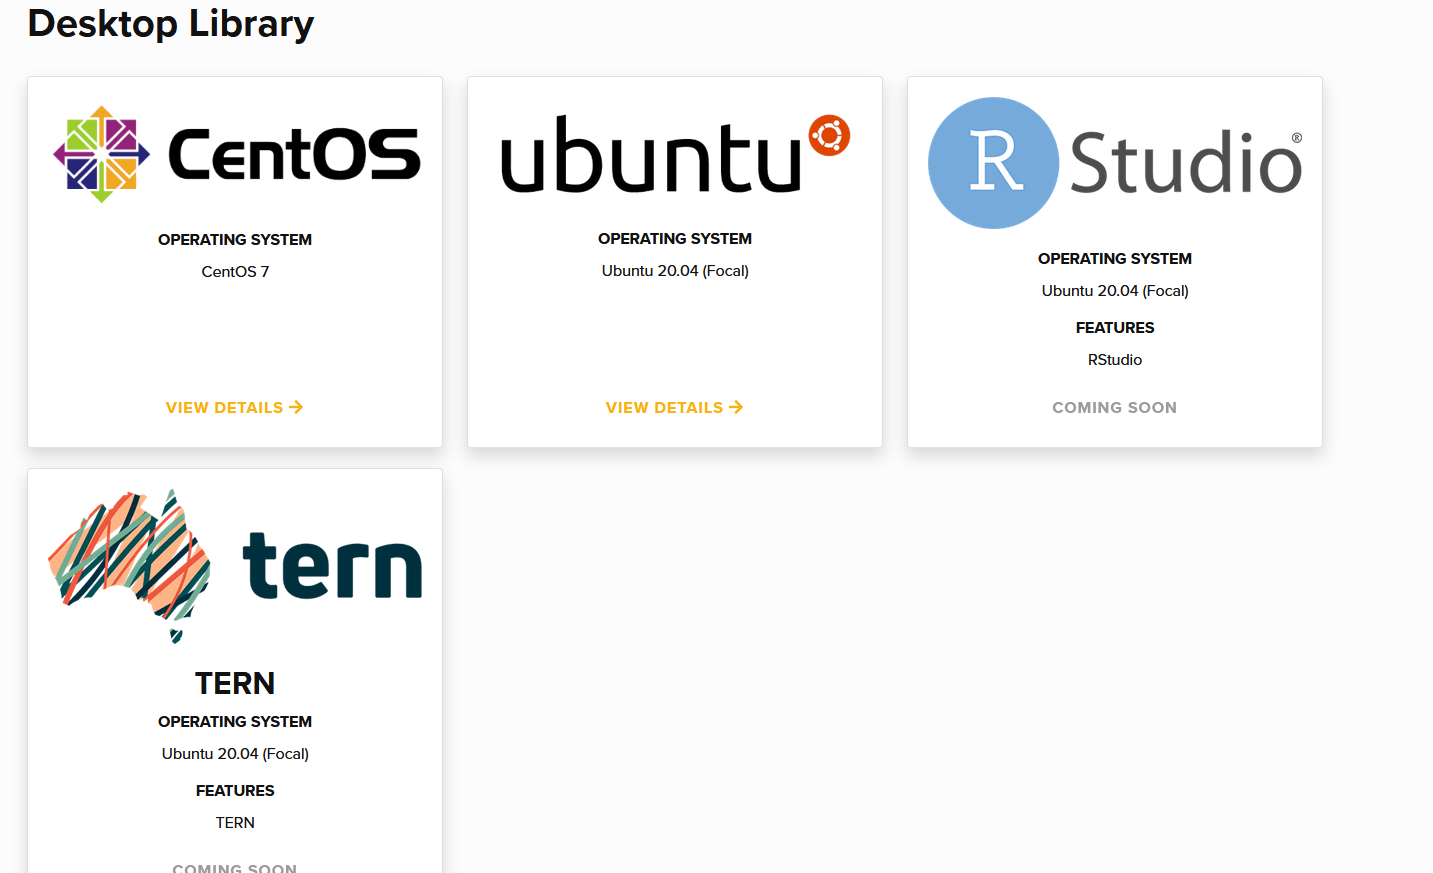 Desktop Library
CentOS
OPERATING SYSTEM
CentOS 7
VIEW DETAILS →
ubuntu
OPERATING SYSTEM
Ubuntu 20.04 (Focal)
VIEW DETAILS →
R Studio®
OPERATING SYSTEM
Ubuntu 20.04 (Focal)
FEATURES
RStudio
COMING SOON
tern
TERN
OPERATING SYSTEM
Ubuntu 20.04 (Focal)
FEATURES
TERN
COMING SOON